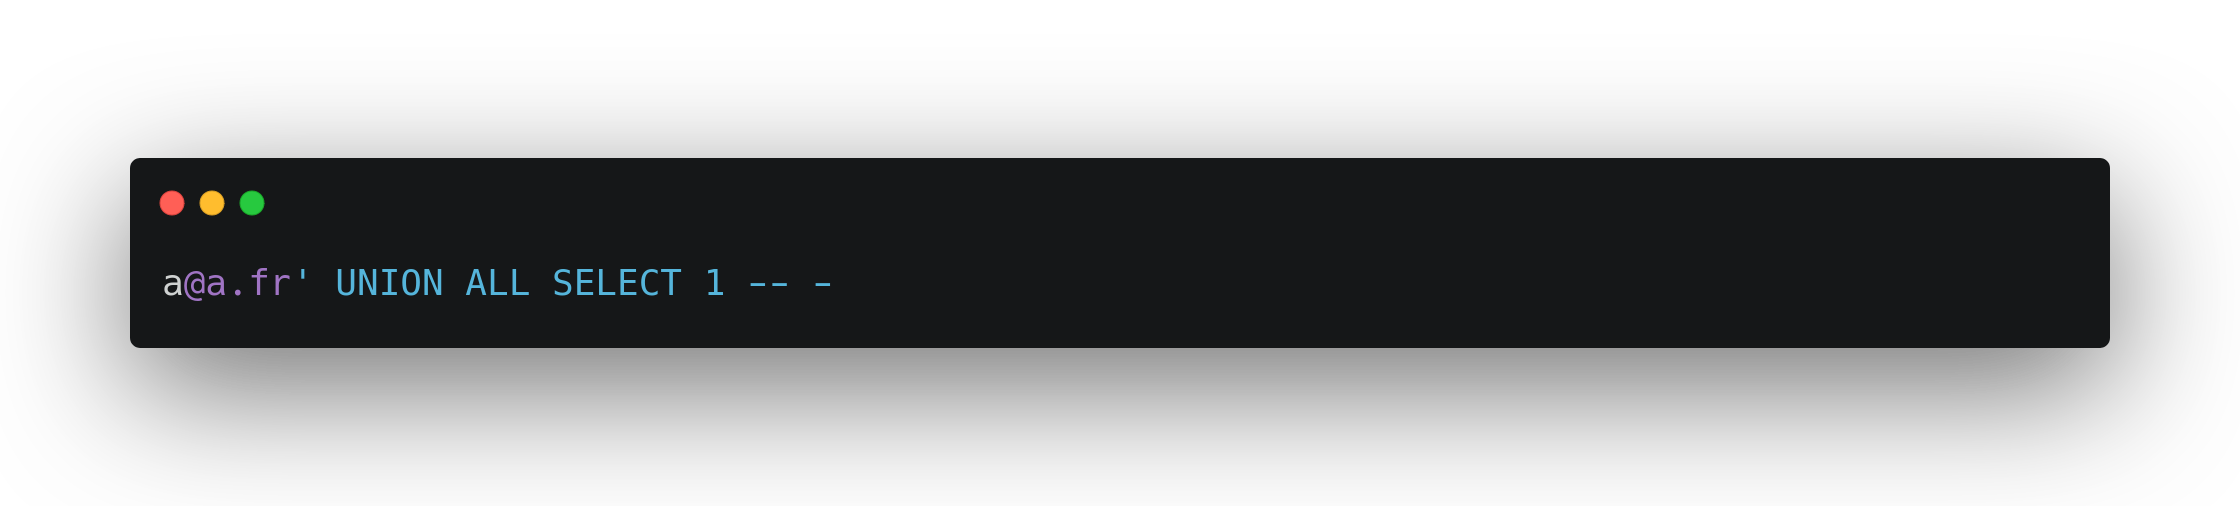 a@a.fr' UNION ALL SELECT 1 -- -